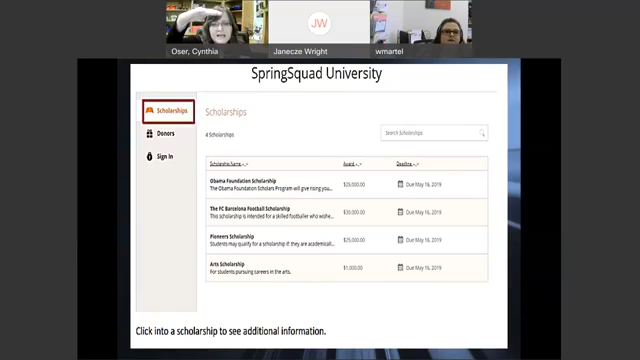 Oser, Cynthia
JW
Janecze Wright
wmartel
SpringSquad University
Scholarships
Donors
Sign In
Scholarships
4 Scholarships
Search Scholarships
Scholarship Name
Award
Deadline
Obama Foundation Scholarship
The Obama Foundation Scholars Program will give rising you...
$25,000.00
Due May 16, 2019
The FC Barcelona Football Scholarship
This scholarship is intended for a skilled footballer who wishe...
$30,000.00
Due May 16, 2019
Pioneers Scholarship
Students may qualify for a scholarship if they are academicall...
$25,000.00
Due May 16, 2019
Arts Scholarship
For students pursuing careers in the arts.
$1,000.00
Due May 16, 2019
Click into a scholarship to see additional information.